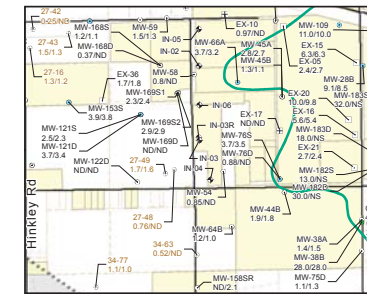 27-42
0.25/ND
MW-168S
1.2/1.1
MW-168D
0.37/ND
MW-59
1.5/1.3
IN-05
IN-02
EX-10
0.97/ND
MW-109
11.0/10.0
27-43
1.5/1.3
MW-66A
3.7/3.2
MW-45A
2.8/2.7
MW-45B
1.3/1.1
EX-15
6.3/6.3
EX-05
2.4/2.7
27-16
1.3/1.2
EX-36
1.7/1.8
MW-58
0.8/ND
MW-28B
9.1/8.5
MW-169S1
2.3/2.4
EX-20
10.0/9.8
MW-183S
32.0/NS
MW-153S
3.9/3.8
IN-06
EX-17
ND/ND
EX-16
5.6/5.4
MW-121S
2.5/2.3
MW-121D
3.7/3.4
MW-169S2
2.9/2.9
MW-169D
ND/ND
IN-03R
MW-76S
3.7/3.5
MW-76D
0.88/ND
MW-183D
18.0/NS
EX-21
2.7/2.4
MW-122D
ND/ND
27-49
1.7/1.6
IN-03
IN-04
MW-182S
13.0/NS
MW-182D
30.0/NS
MW-54
MW-44B
1.9/1.8
27-48
0.76/ND
MW-64B
1.2/1.0
Hinkley Rd
34-63
0.52/ND
MW-38A
1.4/1.5
MW-38B
28.0/28.0
34-77
1.1/1.0
MW-158SR
ND/2.1
MW-75D
1.1/1.3